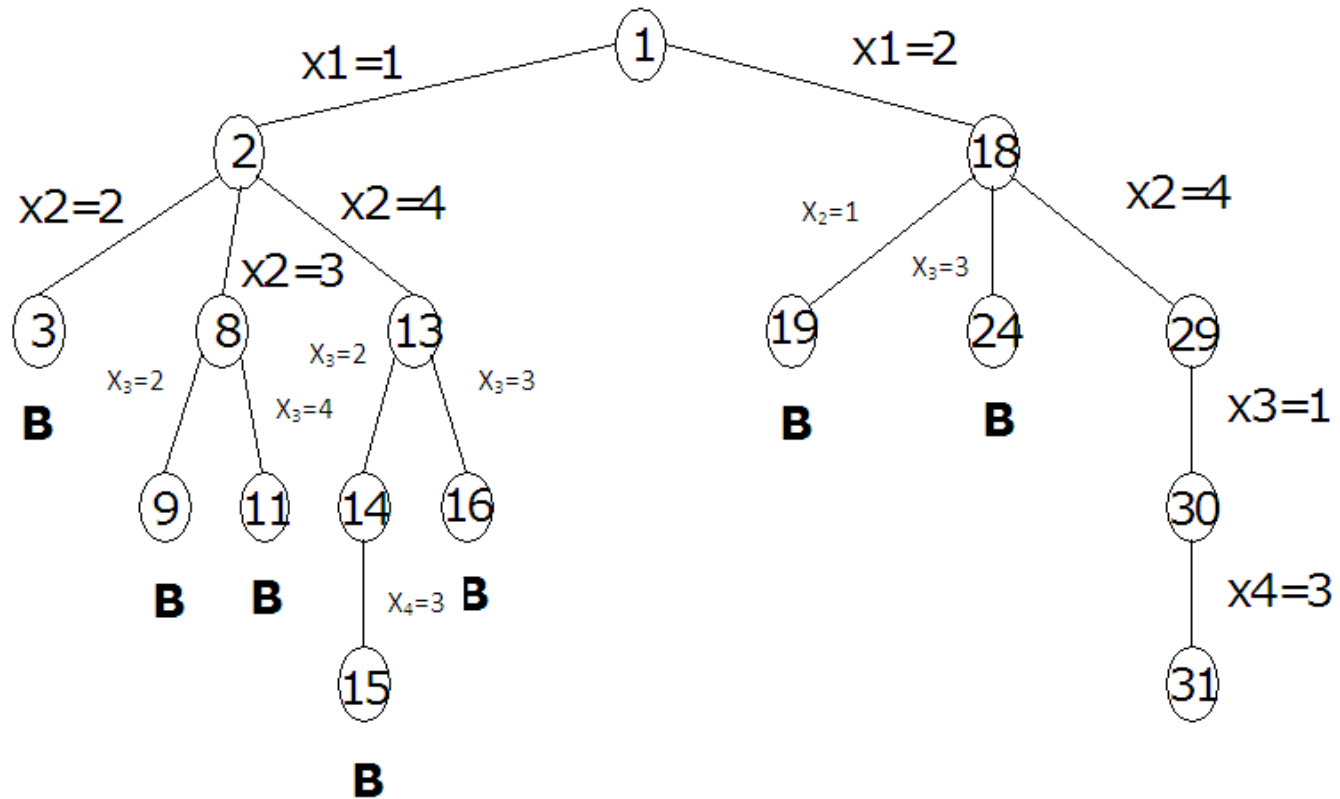 1
x1=1
x1=2
2
18
x2=2
x2=4
x2=3
X₂=1
X₃=3
x2=4
3
8
13
19
24
29
B
X₃=2
X₃=4
X₃=2
X₃=3
B
B
x3=1
9
11
14
16
30
B
B
X₄=3
B
x4=3
15
31
B